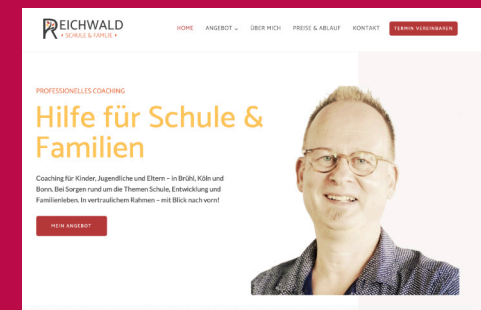 REICHWALD
• SCHULE & FAMILIE •
HOME ANGEBOT ÜBER MICH PREISE & ABLAUF KONTAKT TERMIN VEREINBAREN
PROFESSIONELLES COACHING
Hilfe für Schule &
Familien
Coaching für Kinder, Jugendliche und Eltern – in Brühl, Köln und
Bonn. Bei Sorgen rund um die Themen Schule, Entwicklung und
Familienleben. In vertraulichem Rahmen – mit Blick nach vorn!
MEIN ANGEBOT